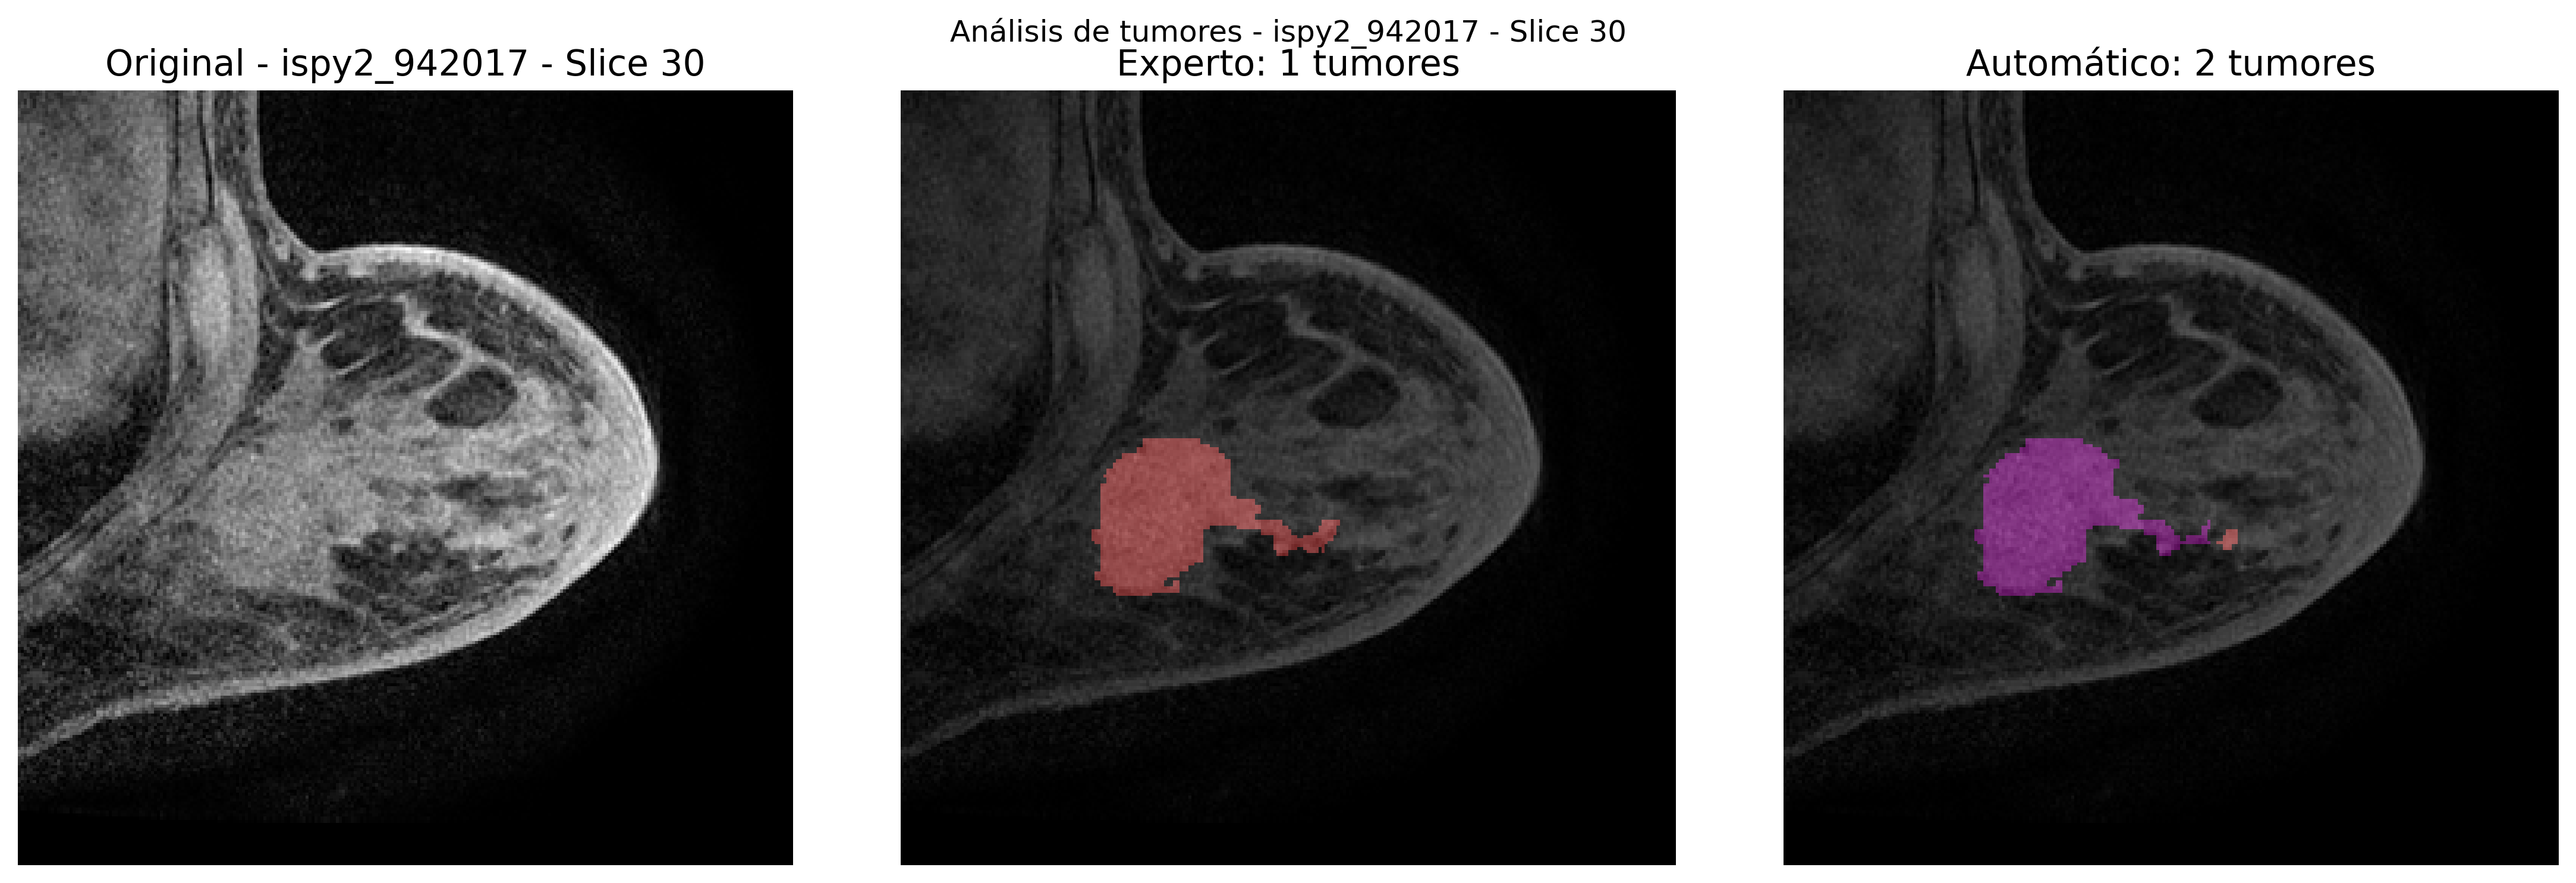 Análisis de tumores - ispy2_942017 - Slice 30
Original - ispy2_942017 - Slice 30
Experto: 1 tumores
Automático: 2 tumores